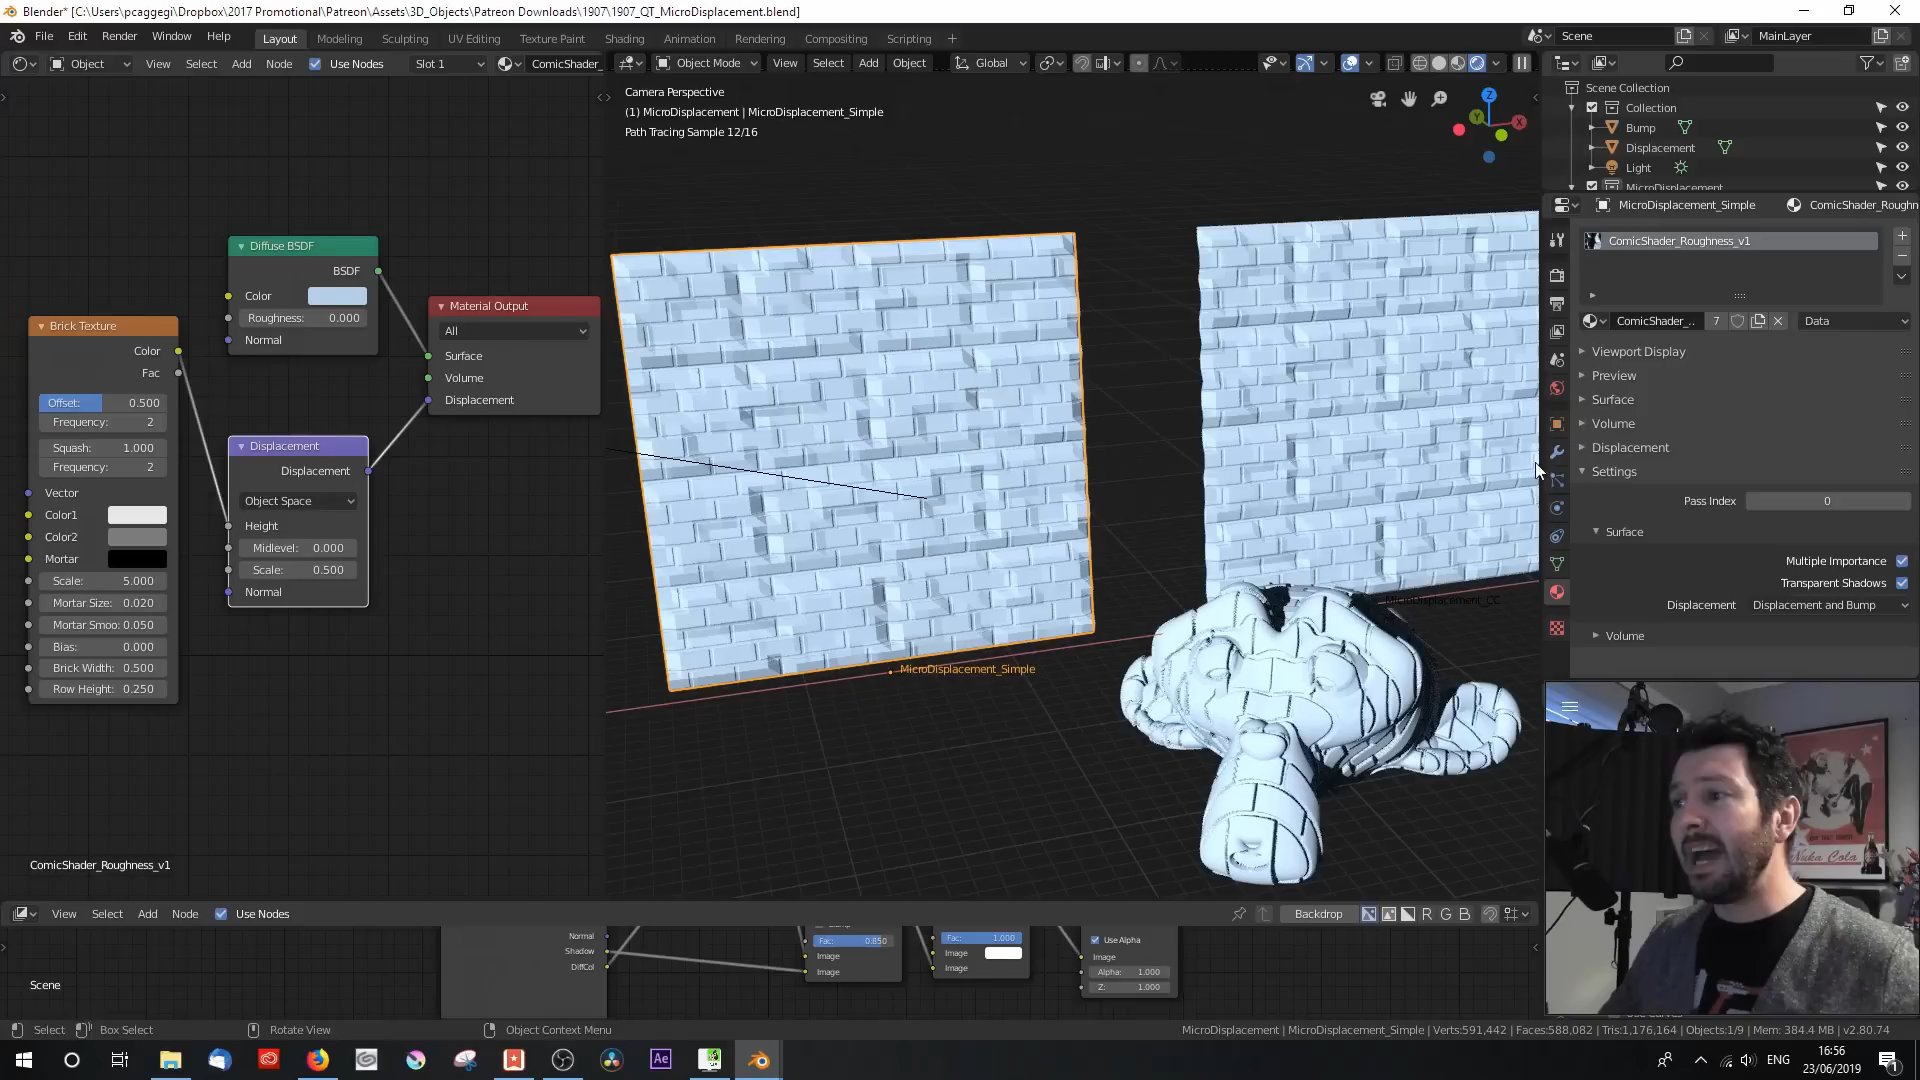 Blender* [C:\Users\pcaggegi\Dropbox\2017 Promotional\Patreon\Assets\3D_Objects\Patreon Downloads\1907\1907_QT_MicroDisplacement.blend]
File Edit Render Window Help Layout Modeling Sculpting UV Editing Texture Paint Shading Animation Rendering Compositing Scripting + Scene MainLayer
Object View Select Add Node Use Nodes Slot 1 ComicShader_ Object Mode View Select Add Object Global
Camera Perspective
(1) MicroDisplacement | MicroDisplacement_Simple
Path Tracing Sample 12/16
Z
Y
X
Scene Collection
Collection
Bump
Displacement
Light
MicroDisplacement
MicroDisplacement_Simple ComicShader_Roughn
ComicShader_Roughness_v1
ComicShader_.. 7 Data
Viewport Display
Preview
Surface
Volume
Displacement
Settings
Pass Index 0
Surface
Multiple Importance
Transparent Shadows
Displacement Displacement and Bump
Volume
Diffuse BSDF
BSDF
Color
Roughness: 0.000
Normal
Material Output
All
Surface
Volume
Displacement
Brick Texture
Color
Fac
Offset: 0.500
Frequency: 2
Squash: 1.000
Frequency: 2
Vector
Color1
Color2
Mortar
Scale: 5.000
Mortar Size: 0.020
Mortar Smoo: 0.050
Bias: 0.000
Brick Width: 0.500
Row Height: 0.250
Displacement
Displacement
Object Space
Height
Midlevel: 0.000
Scale: 0.500
Normal
MicroDisplacement_CC
MicroDisplacement_Simple
ComicShader_Roughness_v1
Nuka Cola
View Select Add Node Use Nodes Backdrop R G B
Normal
Shadow
DiffCol
Fac: 0.850
Image
Image
Fac: 1.000
Image
Image
Use Alpha
Image
Alpha: 1.000
Z: 1.000
Scene
Select Box Select Rotate View Object Context Menu
MicroDisplacement | MicroDisplacement_Simple | Verts:591,442 | Faces:588,082 | Tris:1,176,164 | Objects:1/9 | Mem: 384.4 MB | v2.80.74
Ae
ENG
16:56
23/06/2019
1